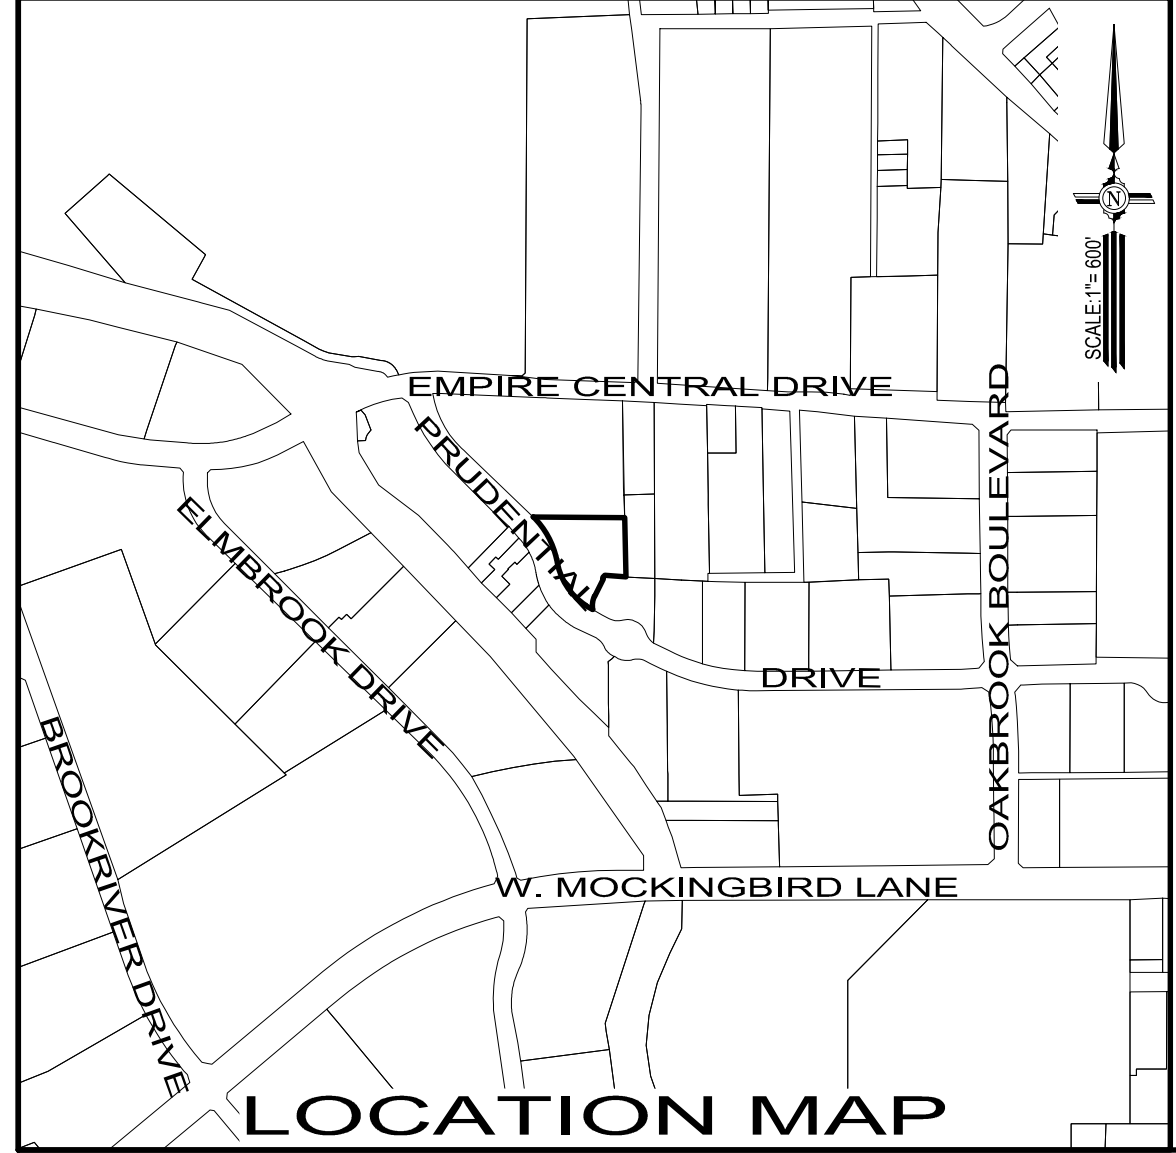 N
SCALE:1"= 600'
EMPIRE CENTRAL DRIVE
PRUDENTIAL
DRIVE
OAKBROOK BOULEVARD
ELMBROOK DRIVE
BROOKRIVER DRIVE
W. MOCKINGBIRD LANE
LOCATION MAP